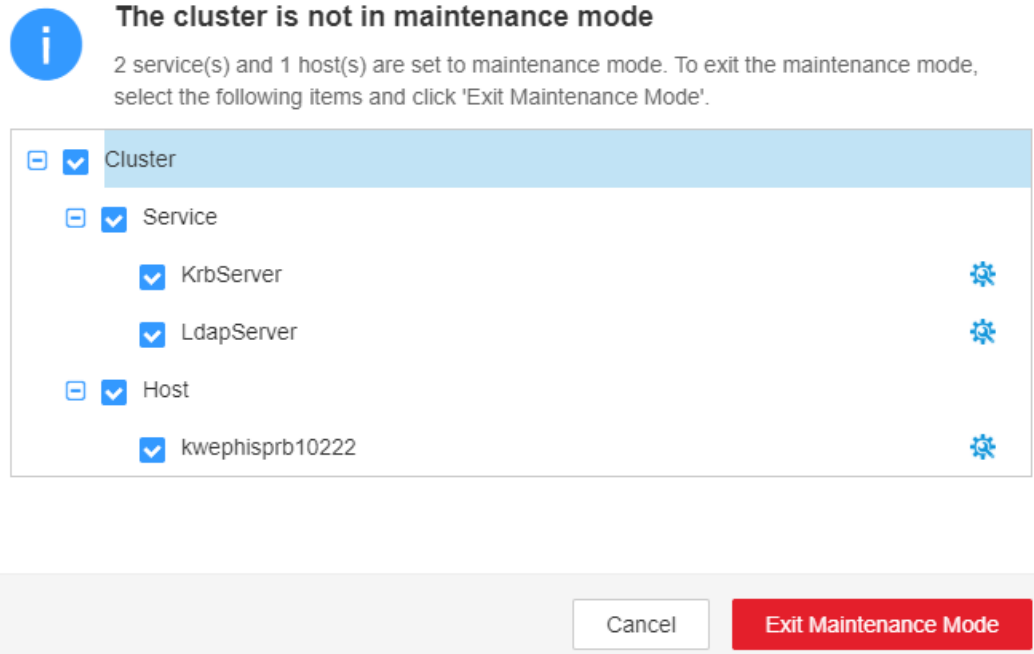 The cluster is not in maintenance mode
2 service(s) and 1 host(s) are set to maintenance mode. To exit the maintenance mode,
select the following items and click 'Exit Maintenance Mode'.
Cluster
Service
KrbServer
LdapServer
Host
kwephisprb10222
Cancel
Exit Maintenance Mode